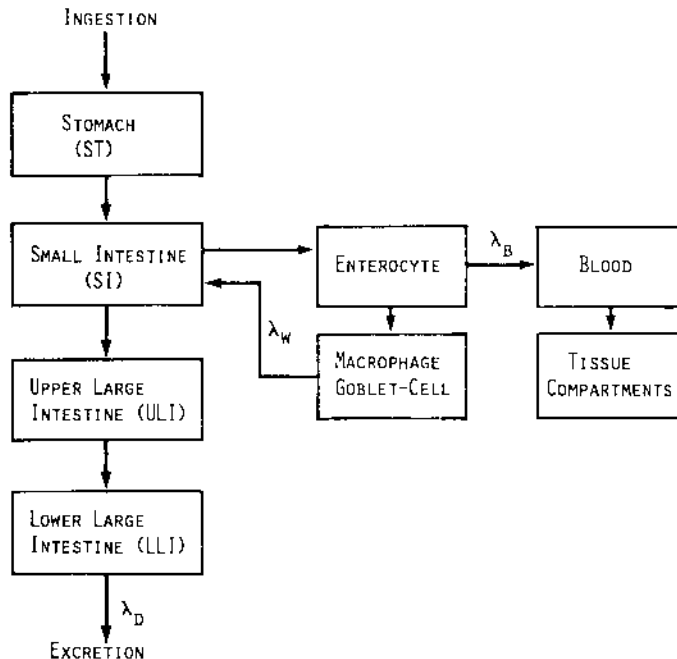 INGESTION
STOMACH
(ST)
SMALL INTESTINE
(SI)
ENTEROCYTE
λB
BLOOD
λW
MACROPHAGE
GOBLET-CELL
TISSUE
COMPARTMENTS
UPPER LARGE
INTESTINE (ULI)
LOWER LARGE
INTESTINE (LLI)
λD
EXCRETION